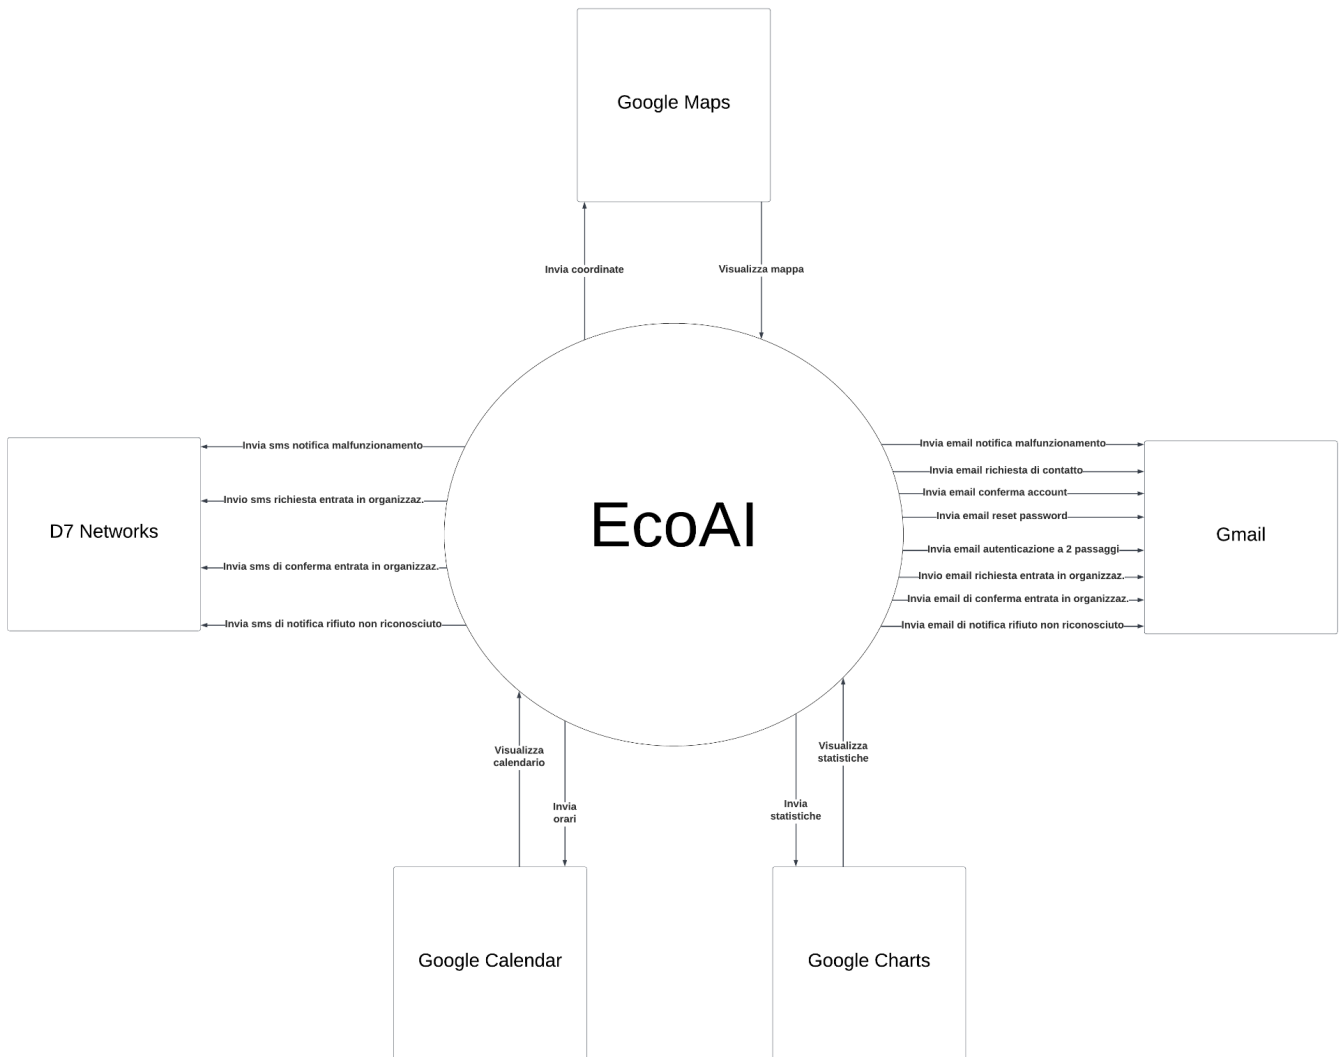 Google Maps
Invia coordinate
Visualizza mappa
Invia sms notifica malfunzionamento
Invio sms richiesta entrata in organizzaz.
Invia sms di conferma entrata in organizzaz.
Invia sms di notifica rifiuto non riconosciuto
D7 Networks
EcoAI
Invia email notifica malfunzionamento
Invia email richiesta di contatto
Invia email conferma account
Invia email reset password
Invia email autenticazione a 2 passaggi
Invio email richiesta entrata in organizzaz.
Invia email di conferma entrata in organizzaz.
Invia email di notifica rifiuto non riconosciuto
Gmail
Visualizza
calendario
Invia
orari
Invia
statistiche
Visualizza
statistiche
Google Calendar
Google Charts